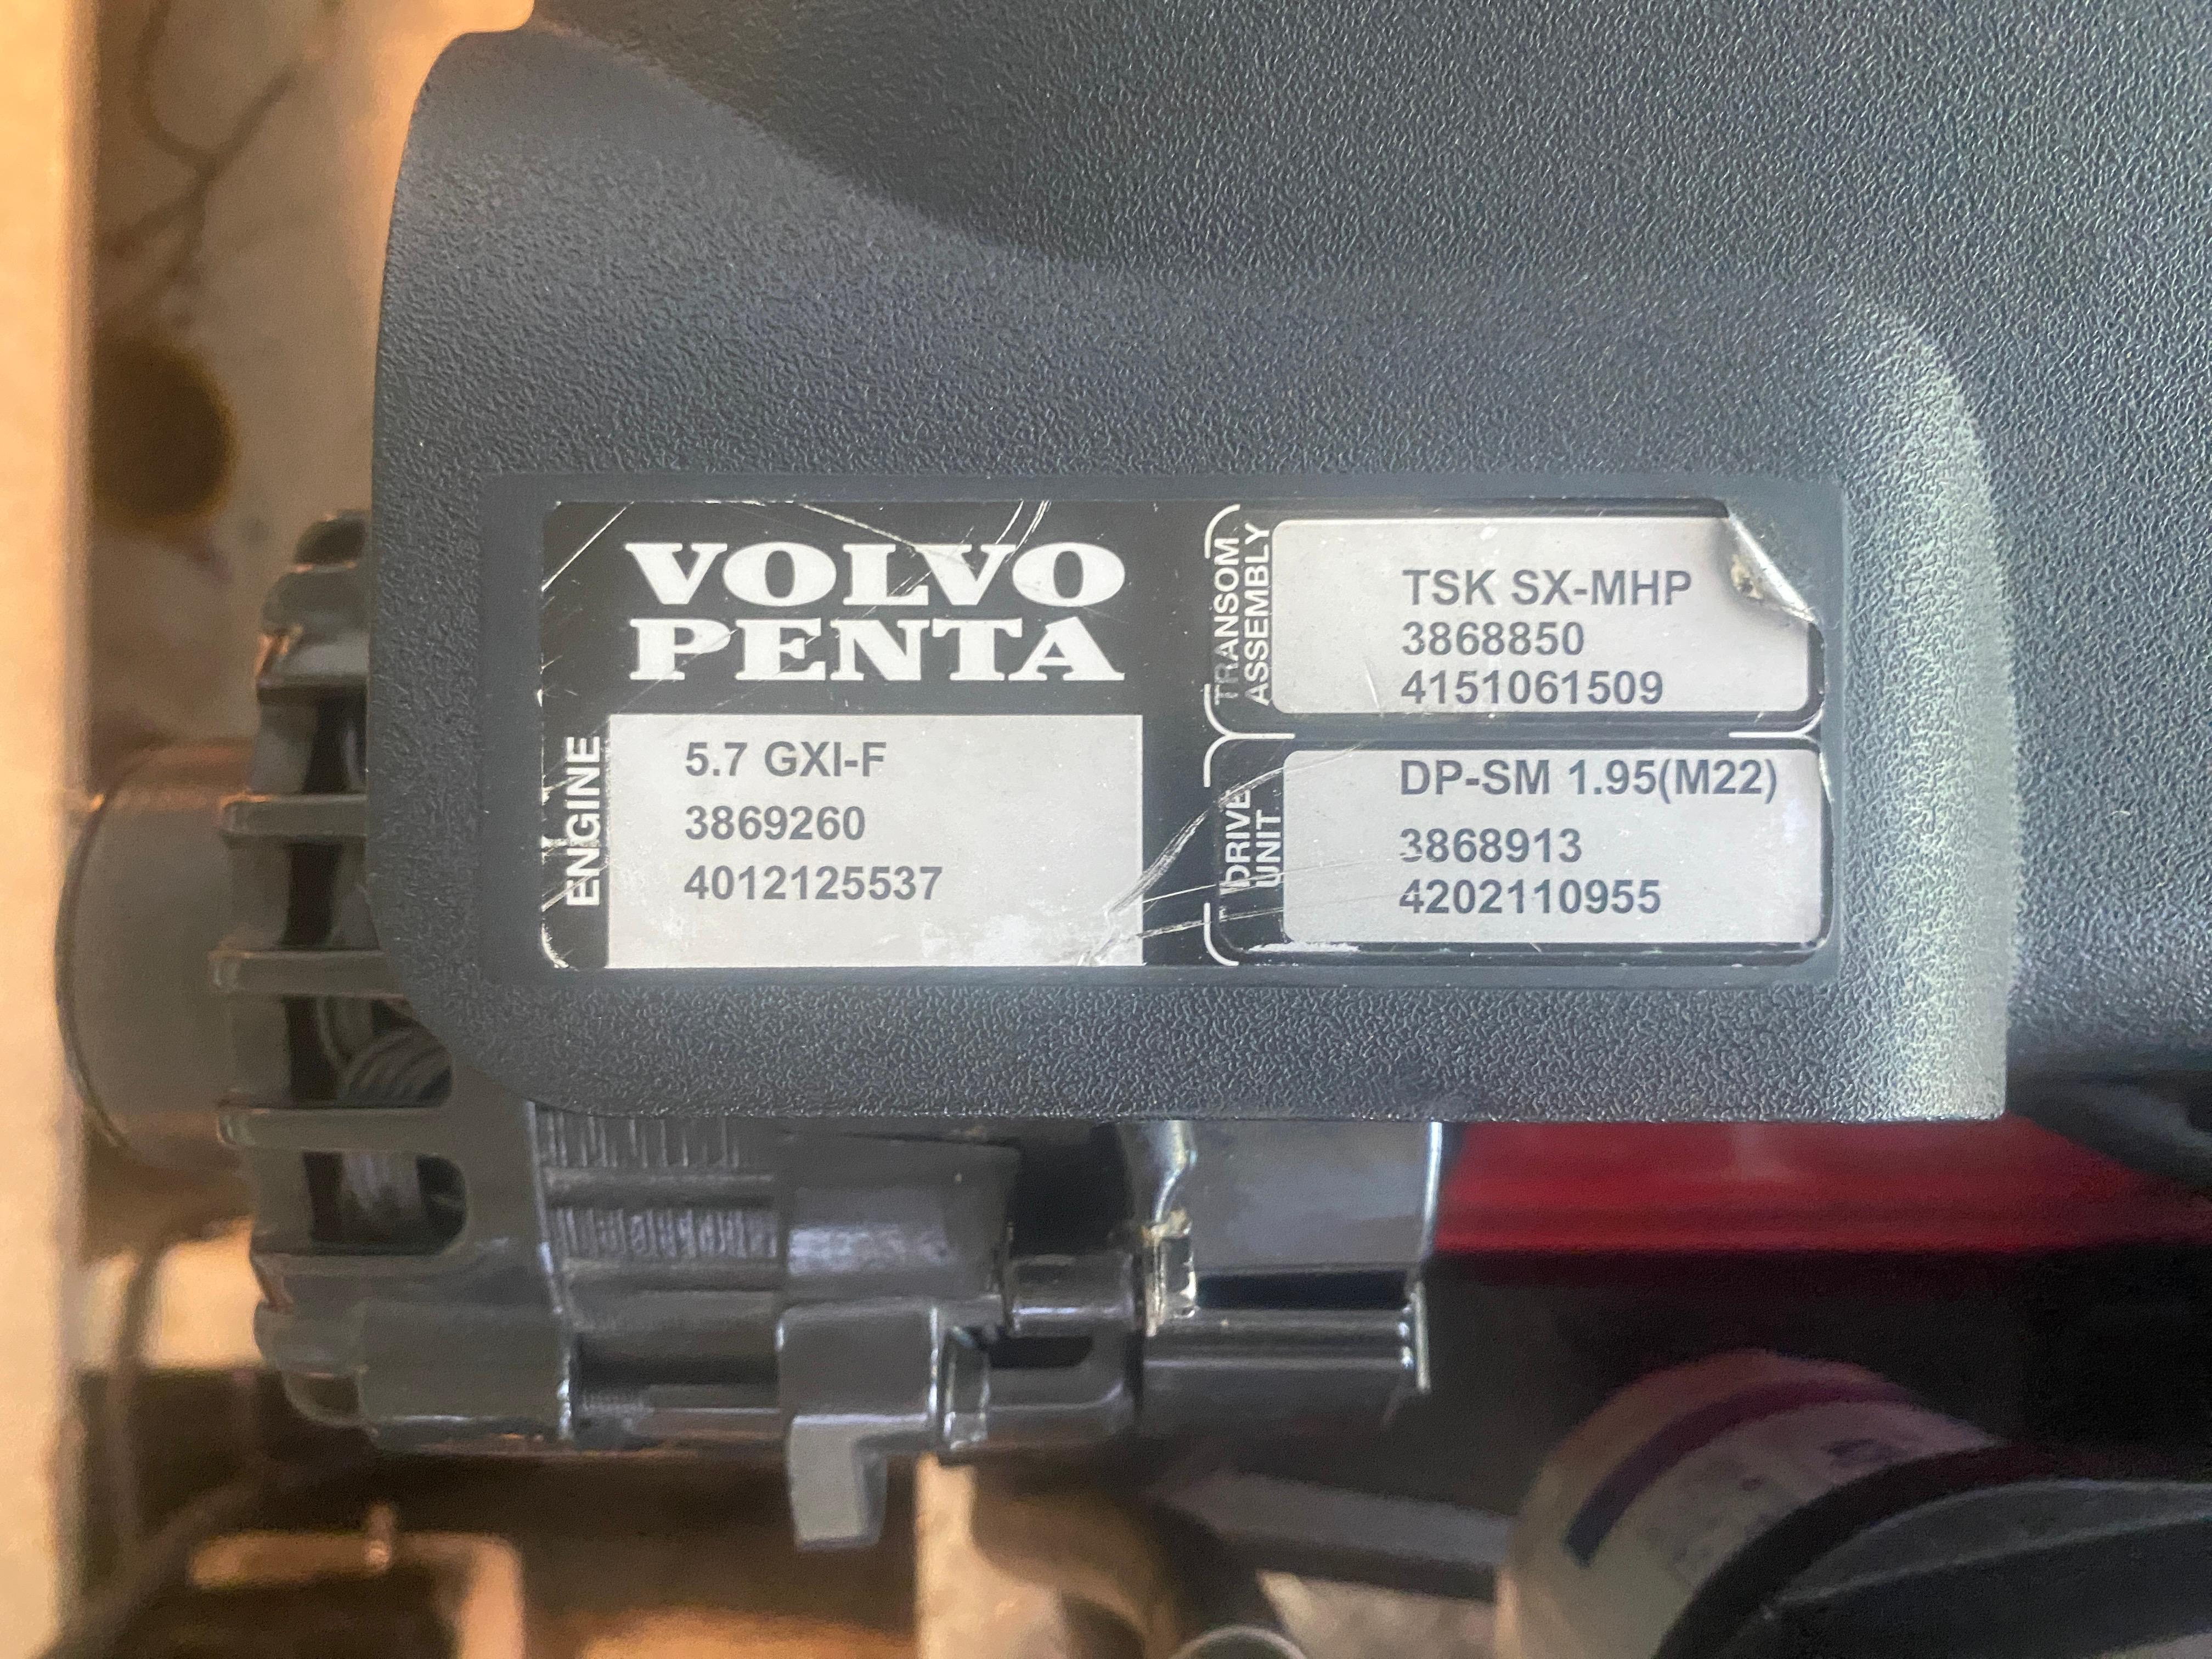 VOLVO
PENTA
ENGINE
5.7 GXI-F
3869260
4012125537
TRANSOM
ASSEMBLY
TSK SX-MHP
3868850
4151061509
DRIVE
UNIT
DP-SM 1.95(M22)
3868913
4202110955